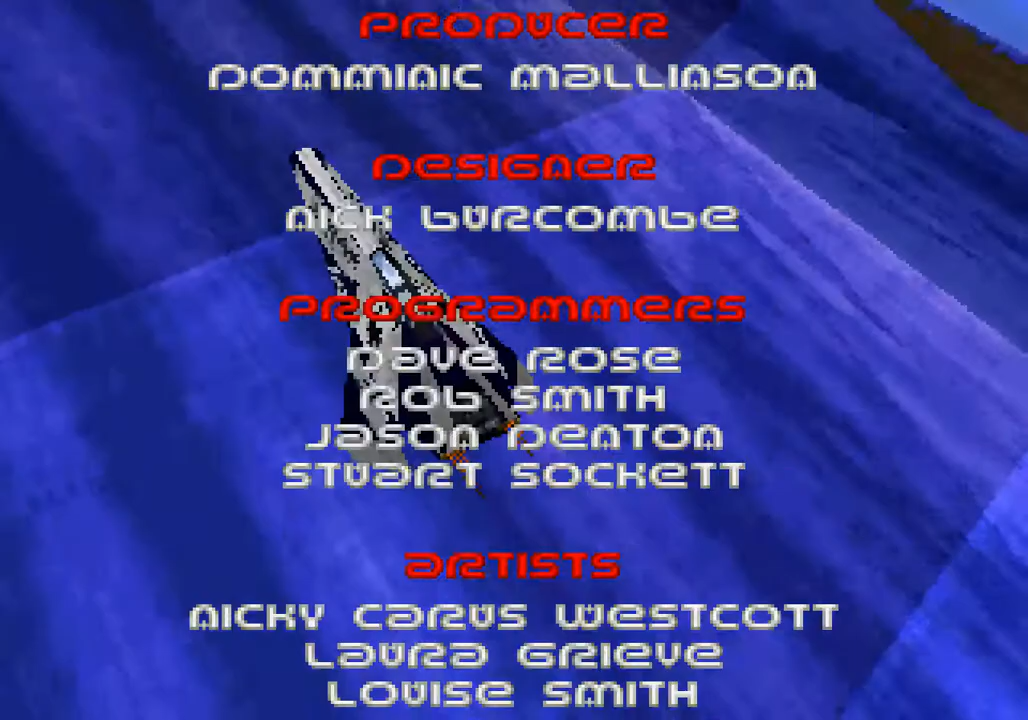 PRODUCER
DOMMINIC MALLINSON
DESIGNER
NICK BURCOMBE
PROGRAMMERS
DAVE ROSE
ROB SMITH
JASON DENTON
STUART SOCKETT
ARTISTS
NICKY CARUS WESTCOTT
LAURA GRIEVE
LOUISE SMITH